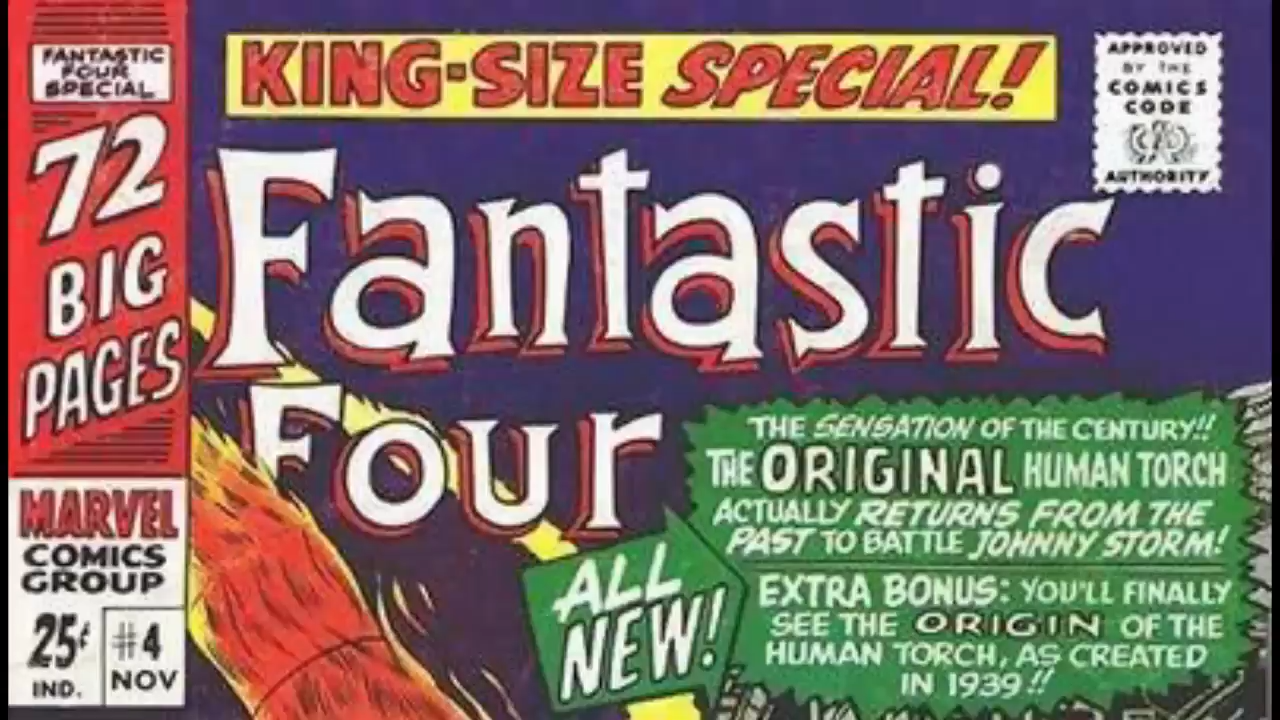 FANTASTIC
FOUR
SPECIAL
72
BIG
PAGES
MARVEL
COMICS
GROUP
25¢
IND.
#4
NOV
KING-SIZE SPECIAL!
APPROVED
BY THE
COMICS
CODE
CA
AUTHORITY
Fantastic
Four
THE SENSATION OF THE CENTURY!!
THE ORIGINAL HUMAN TORCH
ACTUALLY RETURNS FROM THE
PAST TO BATTLE JOHNNY STORM!
EXTRA BONUS: YOU'LL FINALLY
SEE THE ORIGIN OF THE
HUMAN TORCH, AS CREATED
IN 1939!!
ALL
NEW!